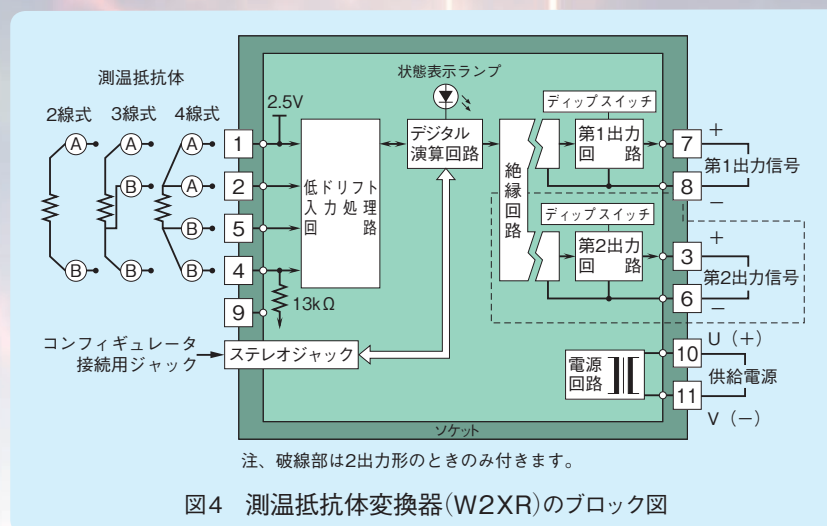 測温抵抗体
2線式 3線式 4線式
A A A
B A
B
B B B
1
2
5
4
9
2.5V
13kΩ
低ドリフト
入力処理
回路
状態表示ランプ
デジタル
演算回路
絶縁回路
ディップスイッチ
第1出力
回路
ディップスイッチ
第2出力
回路
7 +
第1出力信号
8 −
3 +
第2出力信号
6 −
コンフィギュレータ
接続用ジャック
ステレオジャック
電源
回路
10 U(+)
供給電源
11 V(−)
ソケット
注、破線部は2出力形のときのみ付きます。
図4 測温抵抗体変換器(W2XR)のブロック図